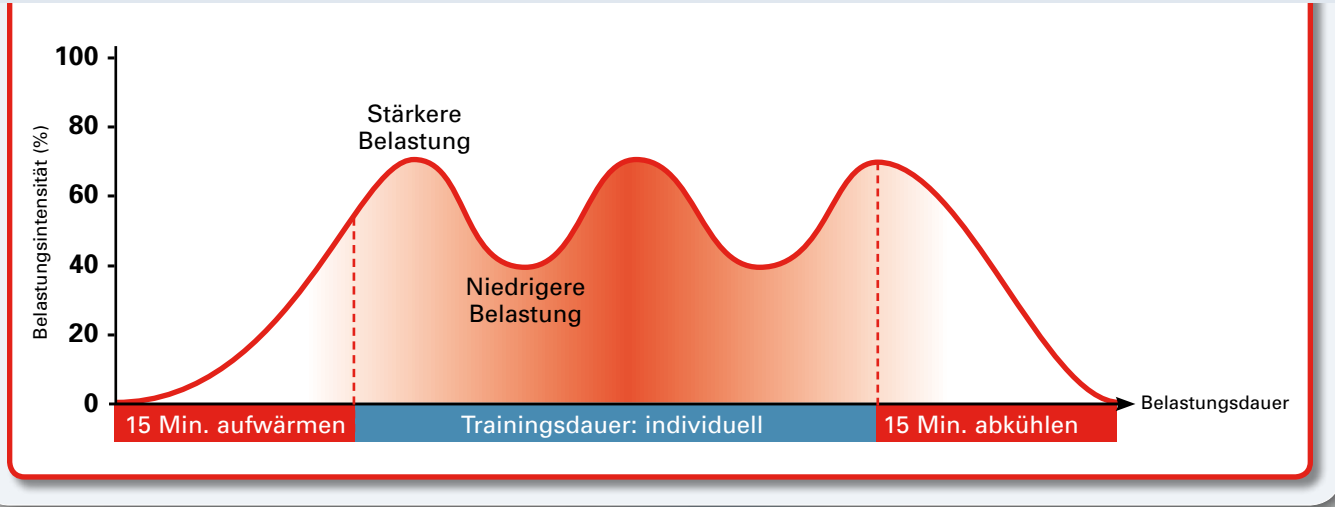 100
80
60
40
20
0
Belastungsintensität (%)
Stärkere
Belastung
Niedrigere
Belastung
Belastungsdauer
15 Min. aufwärmen
Trainingsdauer: individuell
15 Min. abkühlen